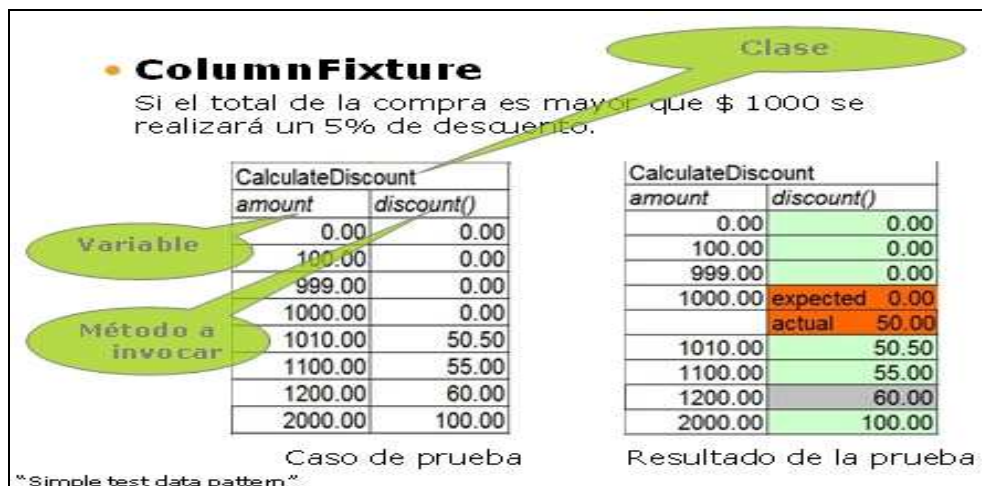 Clase
• ColumnFixture
Si el total de la compra es mayor que $ 1000 se
realizará un 5% de descuento.
CalculateDiscount
amount discount()
0.00 0.00
100.00 0.00
999.00 0.00
1000.00 0.00
1010.00 50.50
1100.00 55.00
1200.00 60.00
2000.00 100.00
Variable
Método a
invocar
Caso de prueba
CalculateDiscount
amount discount()
0.00 0.00
100.00 0.00
999.00 0.00
1000.00 expected 0.00
actual 50.00
1010.00 50.50
1100.00 55.00
1200.00 60.00
2000.00 100.00
Resultado de la prueba
"Simple test data pattern"